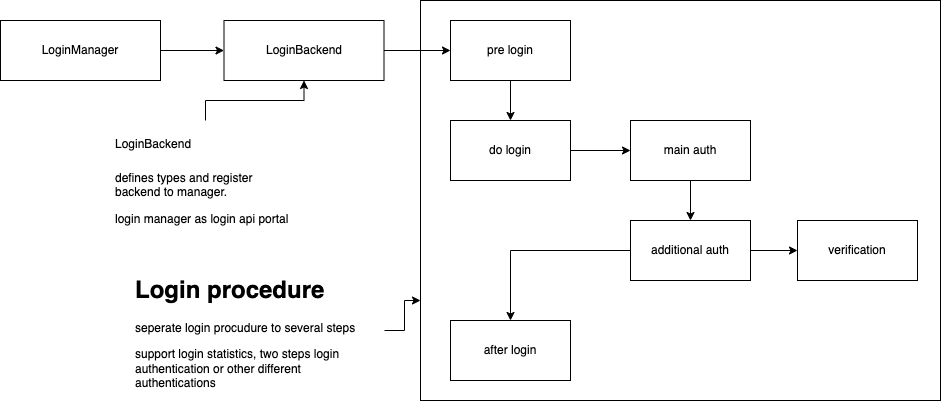 LoginManager
LoginBackend
pre login
do login
main auth
LoginBackend
defines types and register
backend to manager.
login manager as login api portal
additional auth
verification
Login procedure
seperate login procudure to several steps
support login statistics, two steps login
authentication or other different
authentications
after login